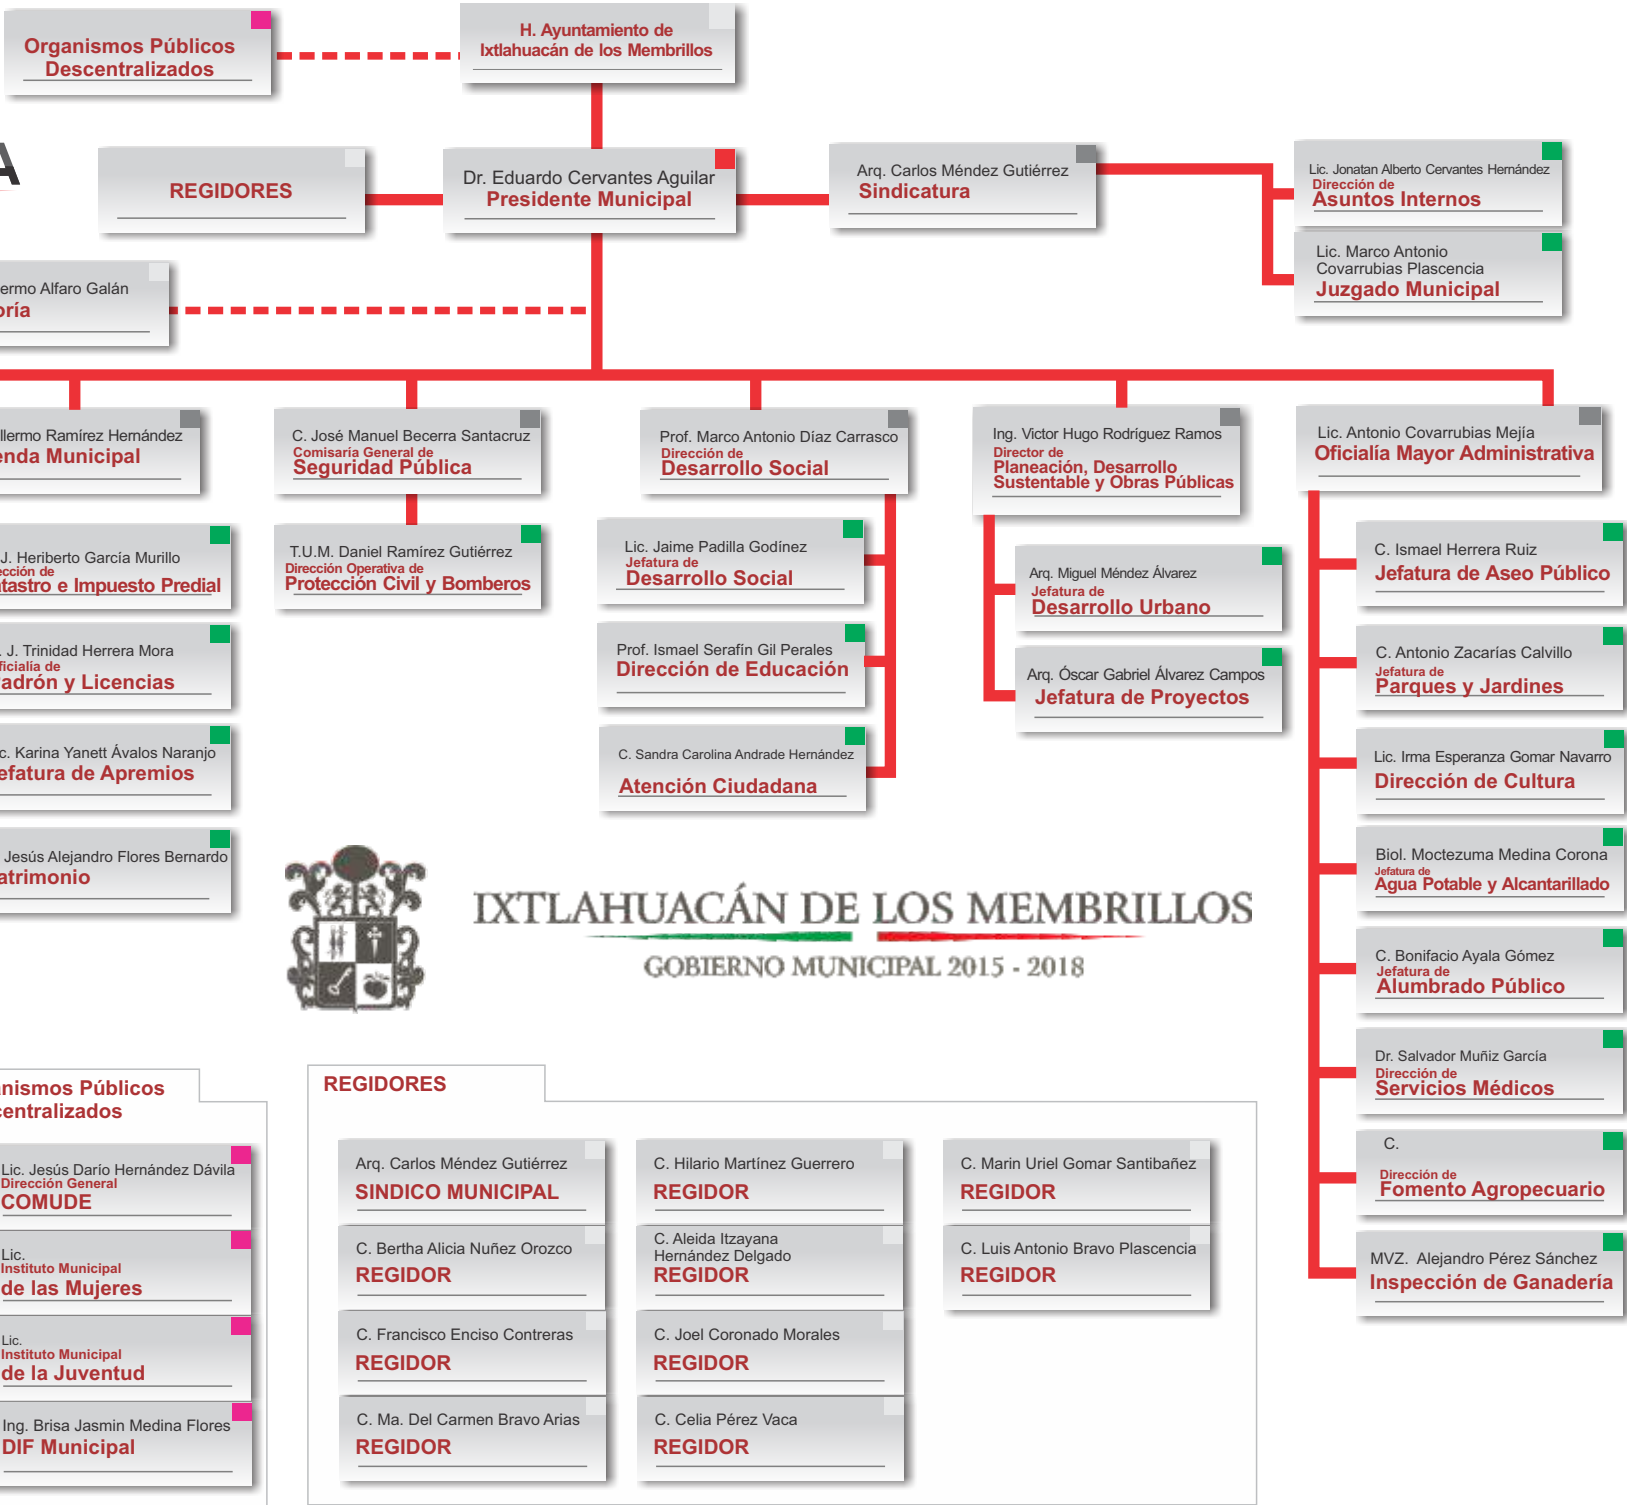 Organismos Públicos
Descentralizados
H. Ayuntamiento de
Ixtlahuacán de los Membrillos
A
REGIDORES
Dr. Eduardo Cervantes Aguilar
Presidente Municipal
Arq. Carlos Méndez Gutiérrez
Sindicatura
Lic. Jonatan Alberto Cervantes Hernández
Dirección de
Asuntos Internos
Lic. Marco Antonio
Covarrubias Plascencia
Juzgado Municipal
ermo Alfaro Galán
oría
llermo Ramírez Hernández
enda Municipal
C. José Manuel Becerra Santacruz
Comisaria General de
Seguridad Pública
Prof. Marco Antonio Díaz Carrasco
Dirección de
Desarrollo Social
Ing. Victor Hugo Rodríguez Ramos
Director de
Planeación, Desarrollo
Sustentable y Obras Públicas
Lic. Antonio Covarrubias Mejía
Oficialía Mayor Administrativa
J. Heriberto García Murillo
ección de
tastro e Impuesto Predial
. J. Trinidad Herrera Mora
ficialía de
adrón y Licencias
c. Karina Yanett Ávalos Naranjo
efatura de Apremios
Jesús Alejandro Flores Bernardo
atrimonio
T.U.M. Daniel Ramírez Gutiérrez
Dirección Operativa de
Protección Civil y Bomberos
Lic. Jaime Padilla Godínez
Jefatura de
Desarrollo Social
Prof. Ismael Serafín Gil Perales
Dirección de Educación
C. Sandra Carolina Andrade Hernández
Atención Ciudadana
Arq. Miguel Méndez Álvarez
Jefatura de
Desarrollo Urbano
Arq. Óscar Gabriel Álvarez Campos
Jefatura de Proyectos
C. Ismael Herrera Ruiz
Jefatura de Aseo Público
C. Antonio Zacarías Calvillo
Jefatura de
Parques y Jardines
Lic. Irma Esperanza Gomar Navarro
Dirección de Cultura
Biol. Moctezuma Medina Corona
Jefatura de
Agua Potable y Alcantarillado
C. Bonifacio Ayala Gómez
Jefatura de
Alumbrado Público
Dr. Salvador Muñiz García
Dirección de
Servicios Médicos
C.
Dirección de
Fomento Agropecuario
MVZ. Alejandro Pérez Sánchez
Inspección de Ganadería
IXTLAHUACÁN DE LOS MEMBRILLOS
GOBIERNO MUNICIPAL 2015 - 2018
nismos Públicos
centralizados
Lic. Jesús Darío Hernández Dávila
Dirección General
COMUDE
Lic.
Instituto Municipal
de las Mujeres
Lic.
Instituto Municipal
de la Juventud
Ing. Brisa Jasmin Medina Flores
DIF Municipal
REGIDORES
Arq. Carlos Méndez Gutiérrez
SINDICO MUNICIPAL
C. Bertha Alicia Nuñez Orozco
REGIDOR
C. Francisco Enciso Contreras
REGIDOR
C. Ma. Del Carmen Bravo Arias
REGIDOR
C. Hilario Martínez Guerrero
REGIDOR
C. Aleida Itzayana
Hernández Delgado
REGIDOR
C. Joel Coronado Morales
REGIDOR
C. Celia Pérez Vaca
REGIDOR
C. Marin Uriel Gomar Santibañez
REGIDOR
C. Luis Antonio Bravo Plascencia
REGIDOR